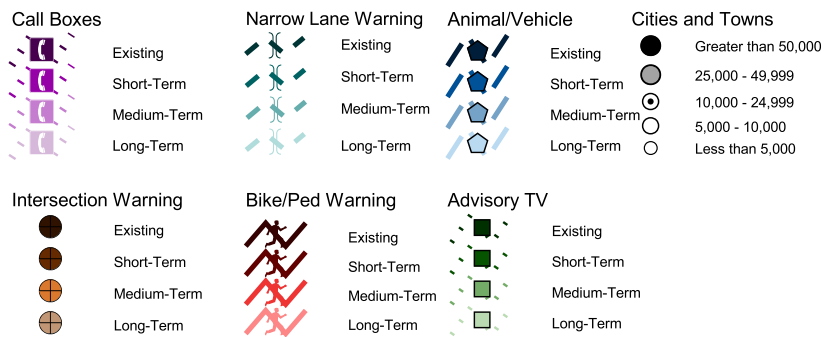 Call Boxes
Existing
Short-Term
Medium-Term
Long-Term
Narrow Lane Warning
Existing
Short-Term
Medium-Term
Long-Term
Animal/Vehicle
Existing
Short-Term
Medium-Term
Long-Term
Cities and Towns
Greater than 50,000
25,000 - 49,999
10,000 - 24,999
5,000 - 10,000
Less than 5,000
Intersection Warning
Existing
Short-Term
Medium-Term
Long-Term
Bike/Ped Warning
Existing
Short-Term
Medium-Term
Long-Term
Advisory TV
Existing
Short-Term
Medium-Term
Long-Term